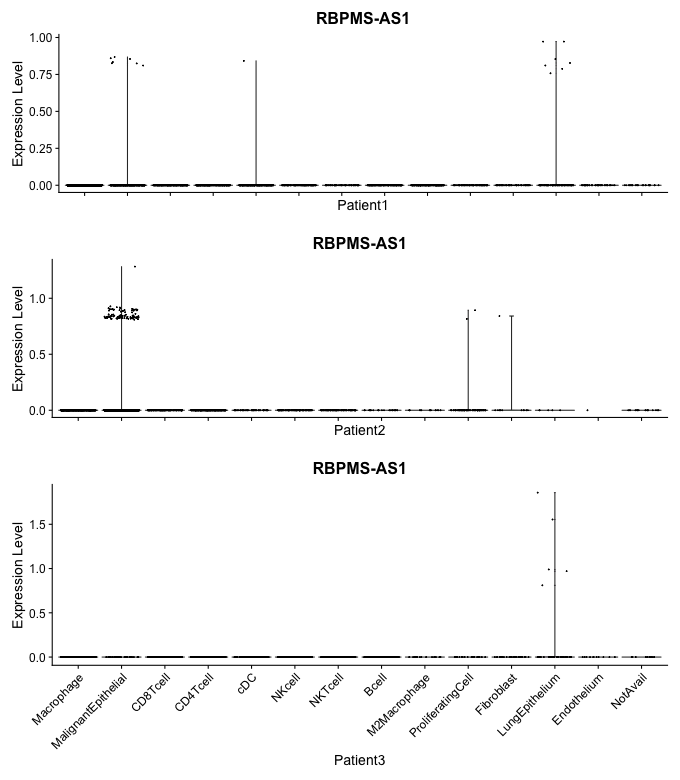 RBPMS-AS1
Expression Level
1.00
0.75
0.50
0.25
0.00
Patient1
RBPMS-AS1
Expression Level
1.0
0.5
0.0
Patient2
RBPMS-AS1
Expression Level
1.5
1.0
0.5
0.0
Macrophage
MalignantEpithelial
CD8Tcell
CD4Tcell
cDC
NKcell
NKTcell
Bcell
M2Macrophage
ProliferatingCell
Fibroblast
LungEpithelium
Endothelium
NotAvail
Patient3